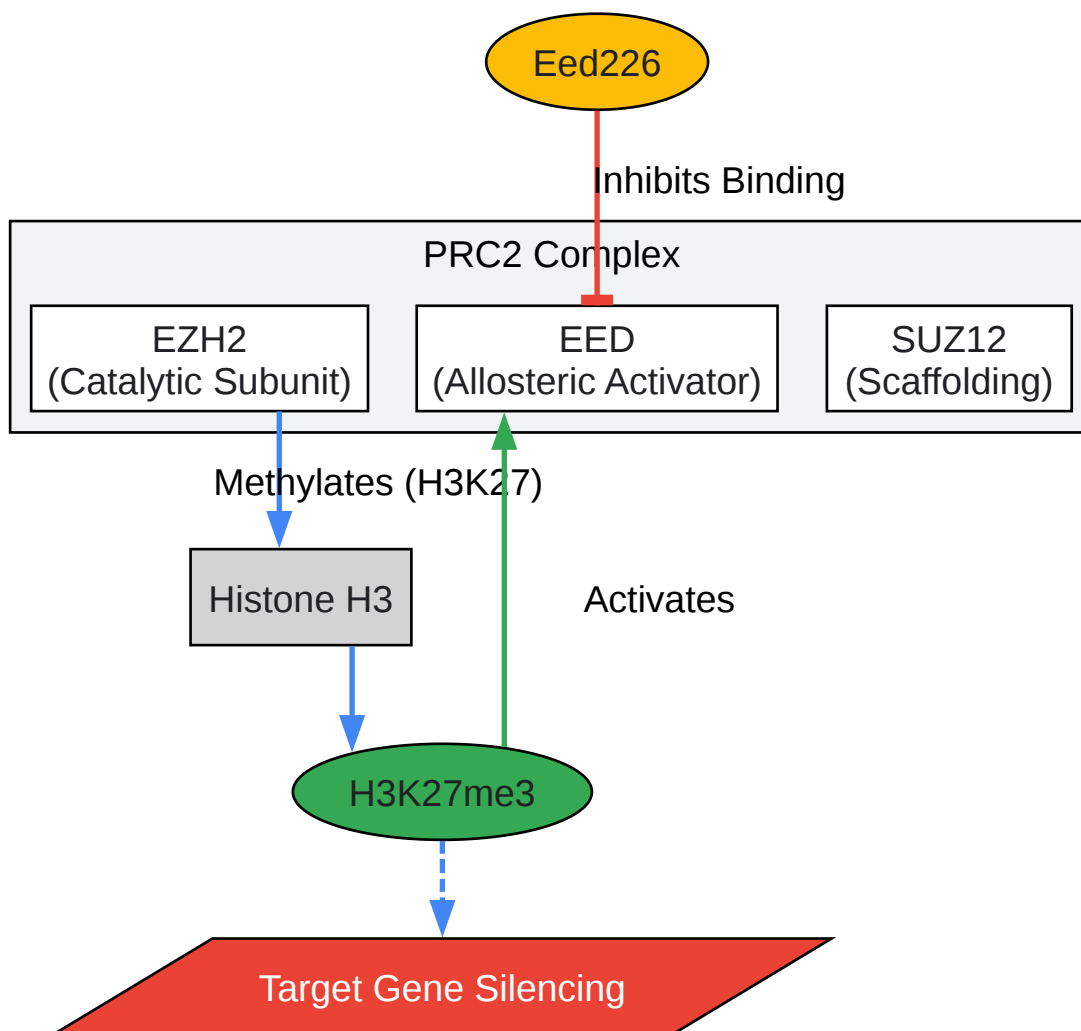 Eed226
Inhibits Binding
PRC2 Complex
EZH2
(Catalytic Subunit)
EED
(Allosteric Activator)
SUZ12
(Scaffolding)
Methylates (H3K27)
Histone H3
Activates
H3K27me3
Target Gene Silencing